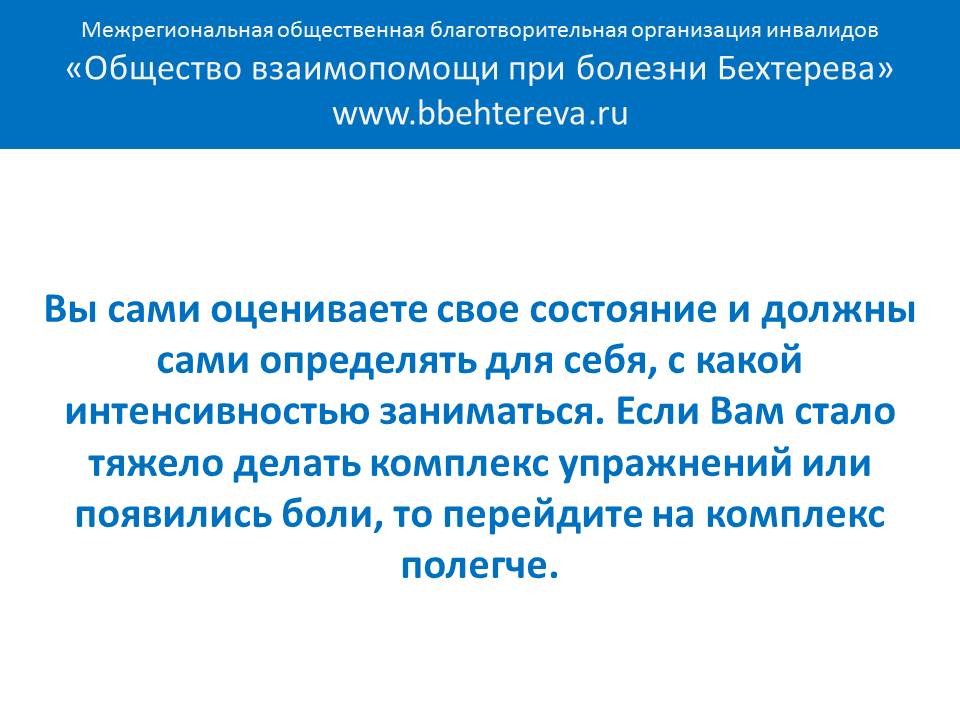 Межрегиональная общественная благотворительная организация инвалидов
«Общество взаимопомощи при болезни Бехтерева»
www.bbehtereva.ru
Вы сами оцениваете свое состояние и должны
сами определять для себя, с какой
интенсивностью заниматься. Если Вам стало
тяжело делать комплекс упражнений или
появились боли, то перейдите на комплекс
полегче.